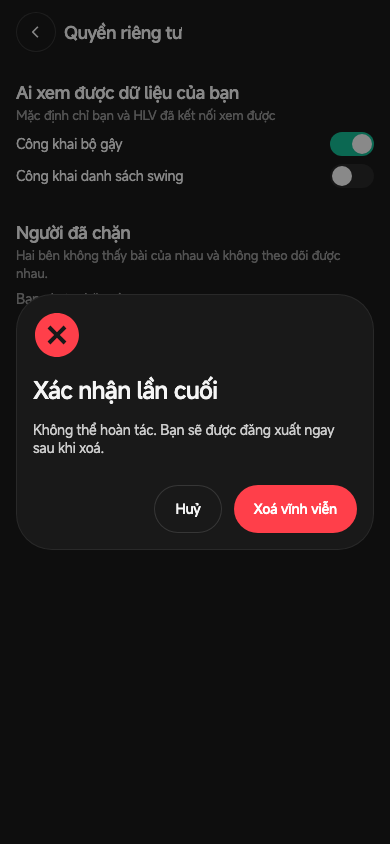 Quyền riêng tư
Ai xem được dữ liệu của bạn
Mặc định chỉ bạn và HLV đã kết nối xem được
Công khai bộ gậy
Công khai danh sách swing
Người đã chặn
Hai bên không thấy bài của nhau và không theo dõi được
nhau.
Xác nhận lần cuối
Không thể hoàn tác. Bạn sẽ được đăng xuất ngay
sau khi xoá.
Huỷ
Xoá vĩnh viễn